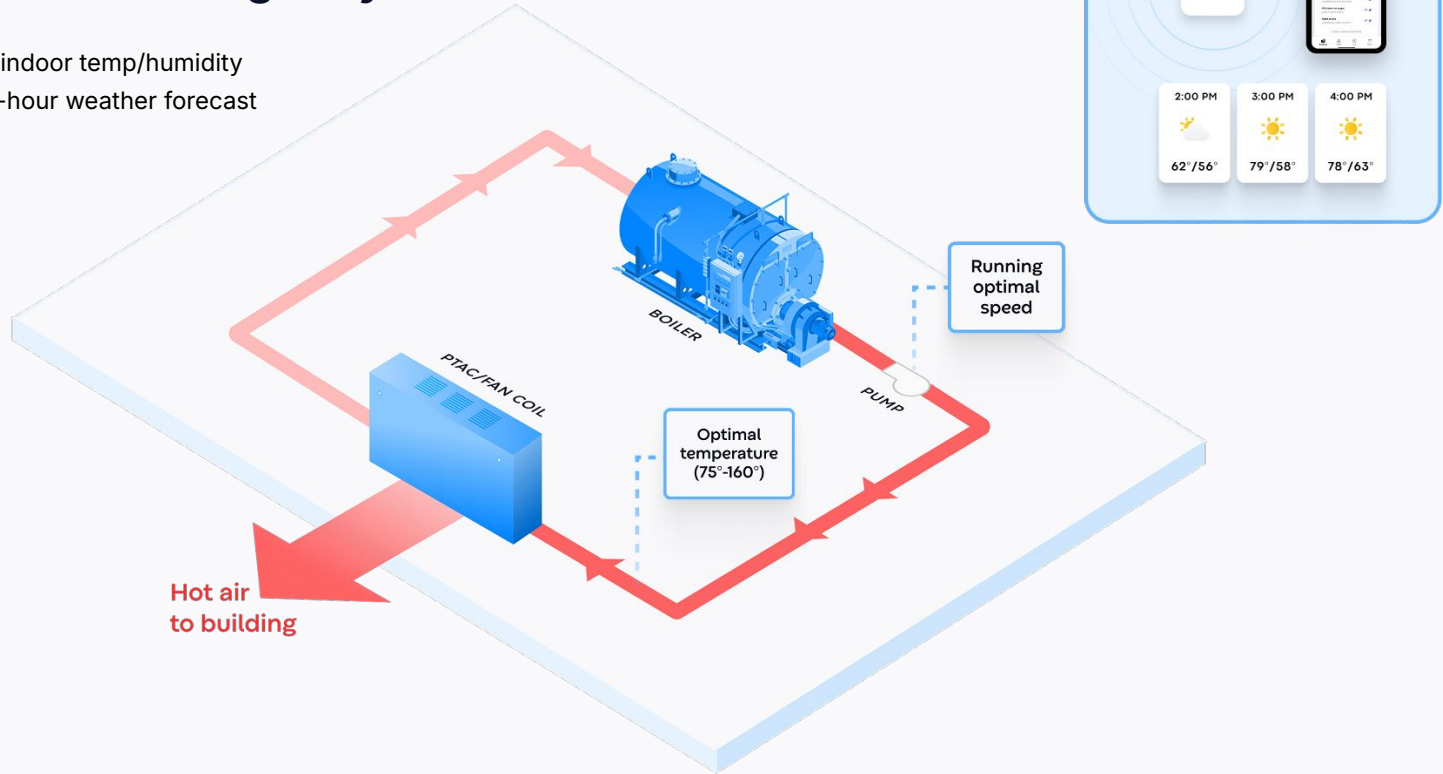 indoor temp/humidity
-hour weather forecast
2:00 PM
3:00 PM
4:00 PM
62°/56°
79°/58°
78°/63°
Running
optimal
speed
BOILER
PUMP
PTAC/FAN COIL
Optimal
temperature
(75°-160°)
Hot air
to building